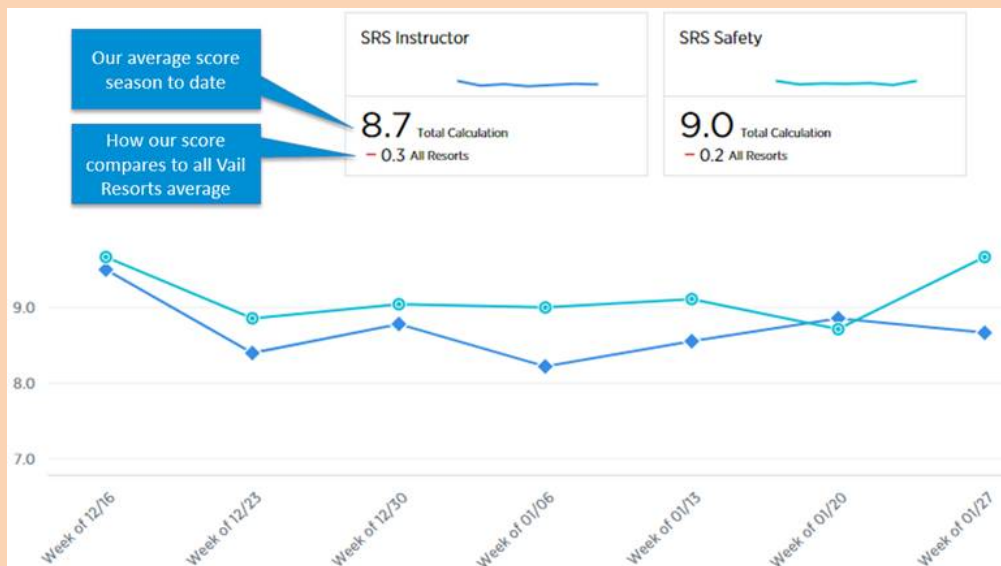 Our average score
season to date
How our score
compares to all Vail
Resorts average
SRS Instructor
8.7 Total Calculation
− 0.3 All Resorts
SRS Safety
9.0 Total Calculation
− 0.2 All Resorts
9.0
8.0
7.0
Week of 12/16
Week of 12/23
Week of 12/30
Week of 01/06
Week of 01/13
Week of 01/20
Week of 01/27